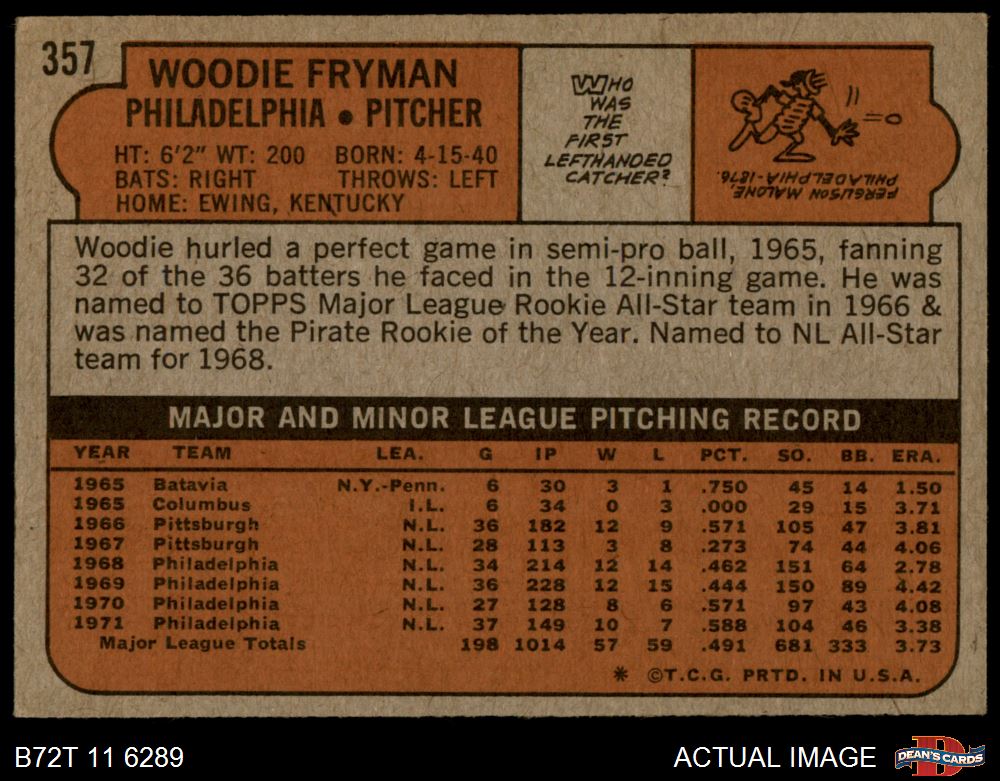 357
WOODIE FRYMAN
PHILADELPHIA • PITCHER
HT: 6'2" WT: 200 BORN: 4-15-40
BATS: RIGHT THROWS: LEFT
HOME: EWING, KENTUCKY
WHO
WAS
THE
FIRST
LEFTHANDED
CATCHER?
FERGUSON MALONE,
PHILADELPHIA-1876.
Woodie hurled a perfect game in semi-pro ball, 1965, fanning
32 of the 36 batters he faced in the 12-inning game. He was
named to TOPPS Major League Rookie All-Star team in 1966 &
was named the Pirate Rookie of the Year. Named to NL All-Star
team for 1968.
MAJOR AND MINOR LEAGUE PITCHING RECORD
YEAR TEAM LEA. G IP W L PCT. SO. BB. ERA.
1965 Batavia N.Y.-Penn. 6 30 3 1 .750 45 14 1.50
1965 Columbus I.L. 6 34 0 3 .000 29 15 3.71
1966 Pittsburgh N.L. 36 182 12 9 .571 105 47 3.81
1967 Pittsburgh N.L. 28 113 3 8 .273 74 44 4.06
1968 Philadelphia N.L. 34 214 12 14 .462 151 64 2.78
1969 Philadelphia N.L. 36 228 12 15 .444 150 89 4.42
1970 Philadelphia N.L. 27 128 8 6 .571 97 43 4.08
1971 Philadelphia N.L. 37 149 10 7 .588 104 46 3.38
Major League Totals 198 1014 57 59 .491 681 333 3.73
* ©T.C.G. PRTD. IN U.S.A.
B72T 11 6289 ACTUAL IMAGE D DEAN'S CARDS